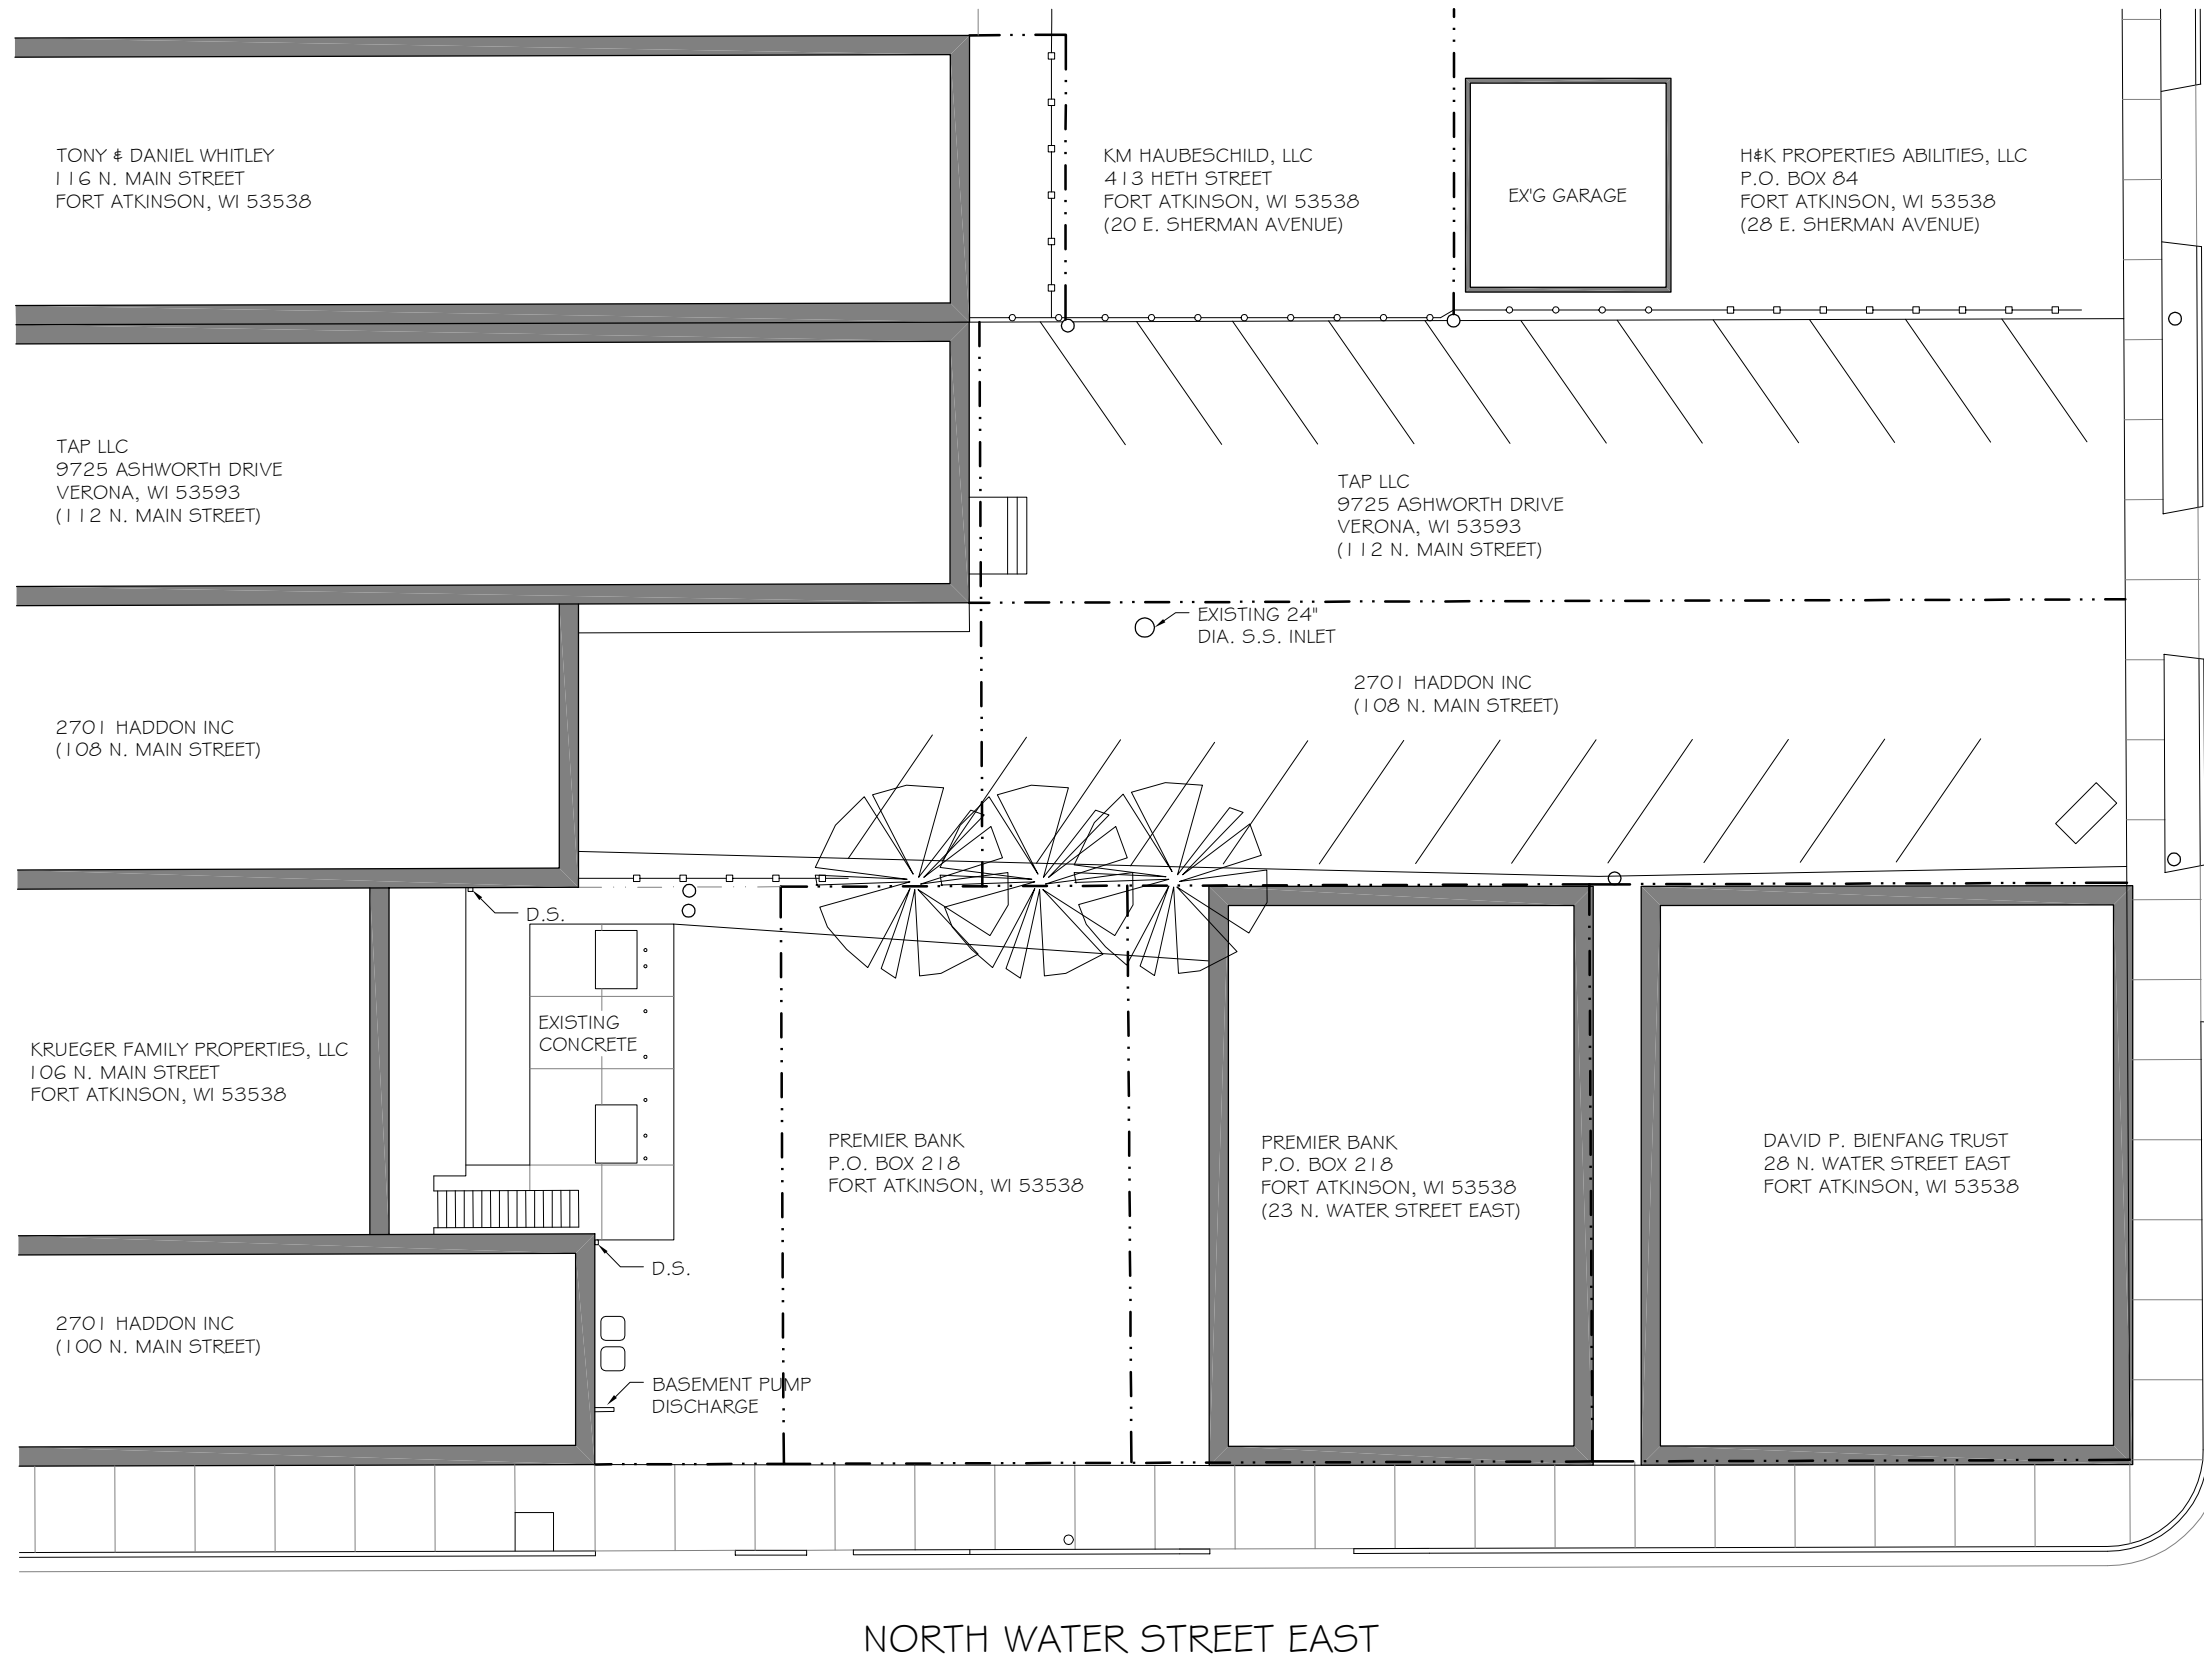 TONY & DANIEL WHITLEY
116 N. MAIN STREET
FORT ATKINSON, WI 53538
KM HAUBESCHILD, LLC
413 HETH STREET
FORT ATKINSON, WI 53538
(20 E. SHERMAN AVENUE)
EX'G GARAGE
H&K PROPERTIES ABILITIES, LLC
P.O. BOX 84
FORT ATKINSON, WI 53538
(28 E. SHERMAN AVENUE)
TAP LLC
9725 ASHWORTH DRIVE
VERONA, WI 53593
(112 N. MAIN STREET)
TAP LLC
9725 ASHWORTH DRIVE
VERONA, WI 53593
(112 N. MAIN STREET)
EXISTING 24"
DIA. S.S. INLET
2701 HADDON INC
(108 N. MAIN STREET)
2701 HADDON INC
(108 N. MAIN STREET)
D.S.
EXISTING
CONCRETE
KRUEGER FAMILY PROPERTIES, LLC
106 N. MAIN STREET
FORT ATKINSON, WI 53538
PREMIER BANK
P.O. BOX 218
FORT ATKINSON, WI 53538
PREMIER BANK
P.O. BOX 218
FORT ATKINSON, WI 53538
(23 N. WATER STREET EAST)
DAVID P. BIENFANG TRUST
28 N. WATER STREET EAST
FORT ATKINSON, WI 53538
D.S.
2701 HADDON INC
(100 N. MAIN STREET)
BASEMENT PUMP
DISCHARGE
NORTH WATER STREET EAST